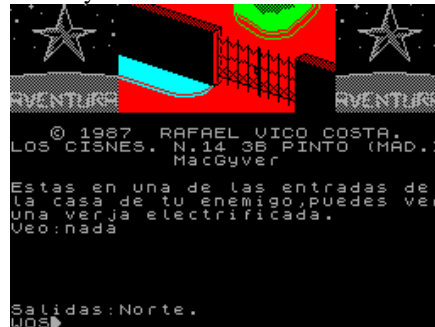 AVENTURA AVENTURA
© 1987 RAFAEL VICO COSTA.
LOS CISNES. N.14 3B PINTO (MAD.
MacGyver
Estas en una de las entradas de
la casa de tu enemigo,puedes ver
una verja electrificada.
Veo:nada
Salidas:Norte.
WOS